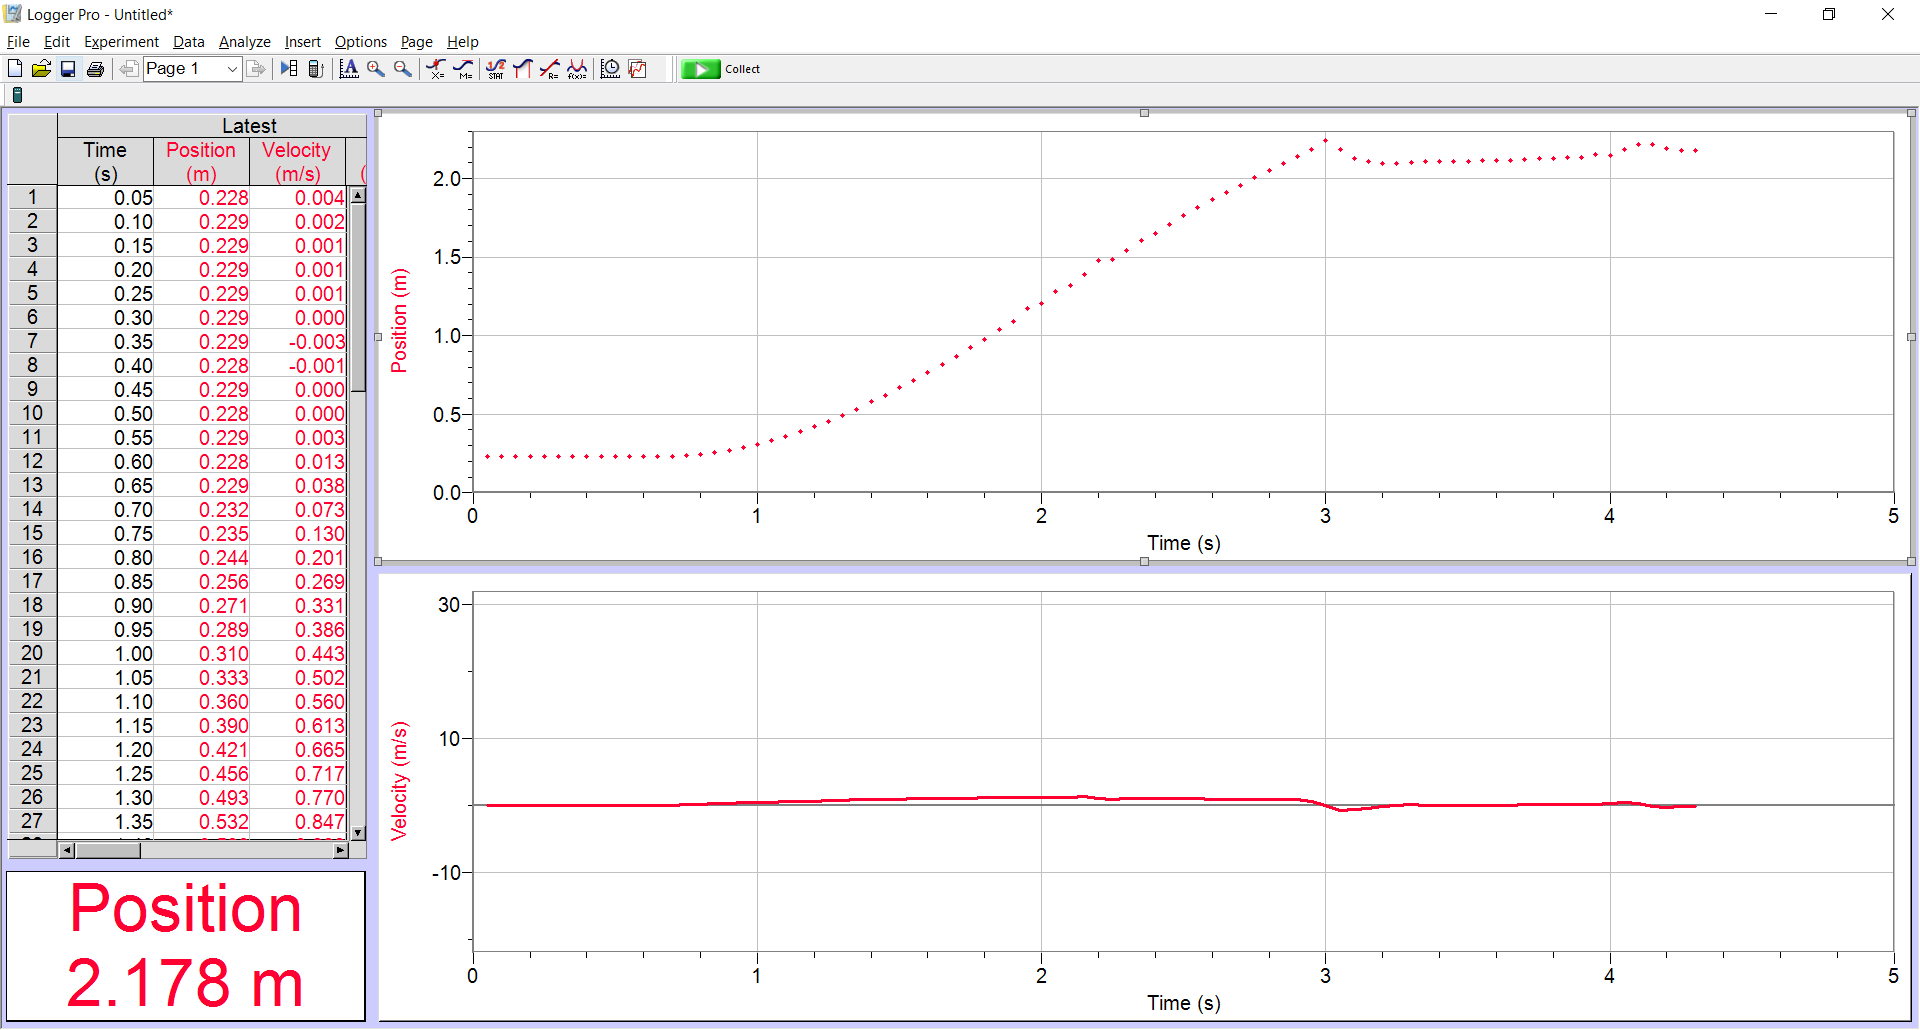 Logger Pro - Untitled*
File Edit Experiment Data Analyze Insert Options Page Help
Page 1 X= M= STAT R= f(x)= Collect
Latest
Time Position Velocity
(s) (m) (m/s) (
1 0.05 0.228 0.004
2 0.10 0.229 0.002
3 0.15 0.229 0.001
4 0.20 0.229 0.001
5 0.25 0.229 0.001
6 0.30 0.229 0.000
7 0.35 0.229 -0.003
8 0.40 0.228 -0.001
9 0.45 0.229 0.000
10 0.50 0.228 0.000
11 0.55 0.229 0.003
12 0.60 0.228 0.013
13 0.65 0.229 0.038
14 0.70 0.232 0.073
15 0.75 0.235 0.130
16 0.80 0.244 0.201
17 0.85 0.256 0.269
18 0.90 0.271 0.331
19 0.95 0.289 0.386
20 1.00 0.310 0.443
21 1.05 0.333 0.502
22 1.10 0.360 0.560
23 1.15 0.390 0.613
24 1.20 0.421 0.665
25 1.25 0.456 0.717
26 1.30 0.493 0.770
27 1.35 0.532 0.847
Position
2.178 m
Position (m)
2.0
1.5
1.0
0.5
0.0
0 1 2 3 4 5
Time (s)
Velocity (m/s)
30
10
-10
0 1 2 3 4 5
Time (s)